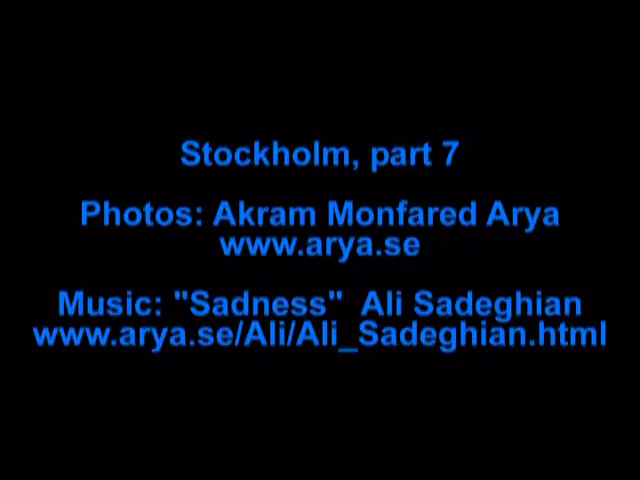 Stockholm, part 7
Photos: Akram Monfared Arya
www.arya.se
Music: "Sadness"  Ali Sadeghian
www.arya.se/Ali/Ali_Sadeghian.html